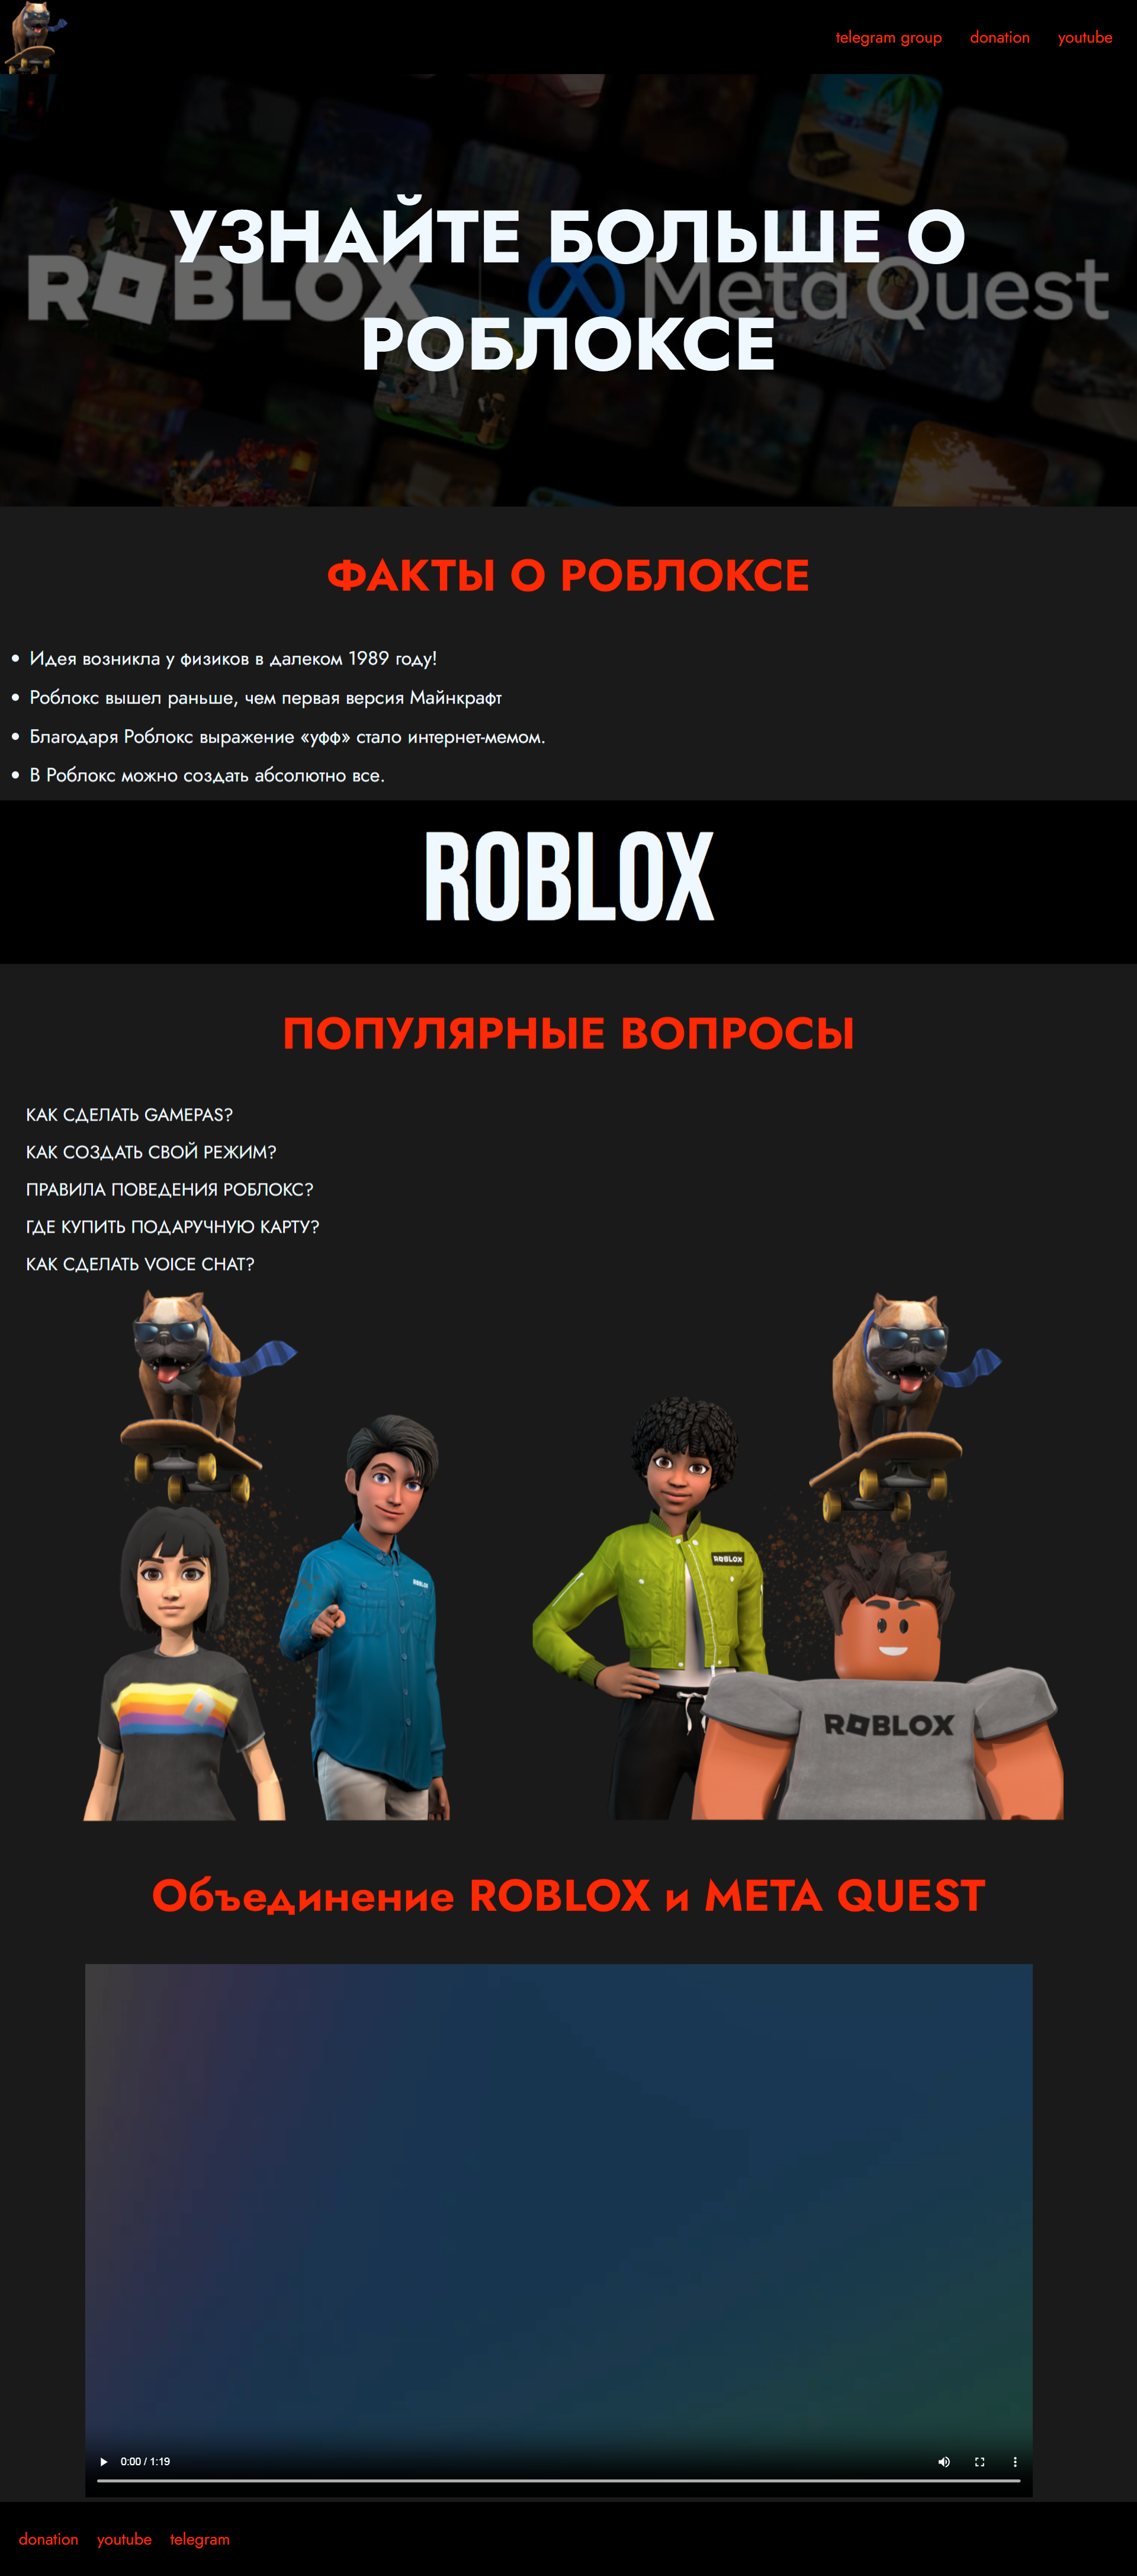 telegram group donation youtube
УЗНАЙТЕ БОЛЬШЕ О
ROBLOX Meta Quest
РОБЛОКСЕ
ФАКТЫ О РОБЛОКСЕ
Идея возникла у физиков в далеком 1989 году!
Роблокс вышел раньше, чем первая версия Майнкрафт
Благодаря Роблокс выражение «уфф» стало интернет-мемом.
В Роблокс можно создать абсолютно все.
ROBLOX
ПОПУЛЯРНЫЕ ВОПРОСЫ
КАК СДЕЛАТЬ GAMEPAS?
КАК СОЗДАТЬ СВОЙ РЕЖИМ?
ПРАВИЛА ПОВЕДЕНИЯ РОБЛОКС?
ГДЕ КУПИТЬ ПОДАРУЧНУЮ КАРТУ?
КАК СДЕЛАТЬ VOICE CHAT?
ROBLOX
ROBLOX
ROBLOX
Объединение ROBLOX и META QUEST
0:00 / 1:19
donation youtube telegram